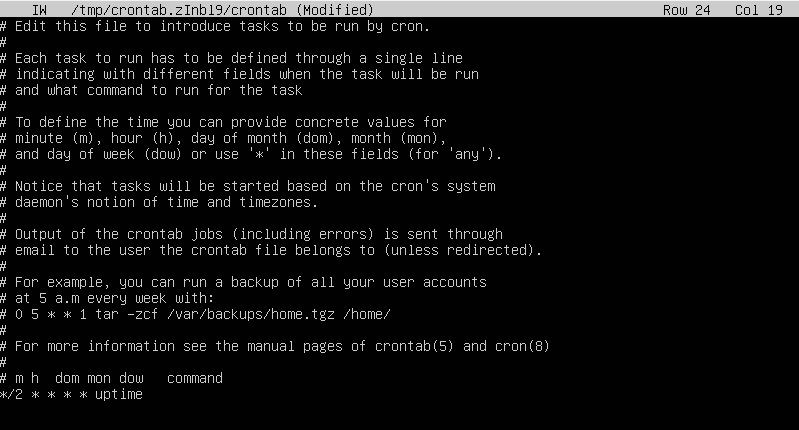 IW /tmp/crontab.zInbl9/crontab (Modified) Row 24 Col 19
# Edit this file to introduce tasks to be run by cron.
#
# Each task to run has to be defined through a single line
# indicating with different fields when the task will be run
# and what command to run for the task
#
# To define the time you can provide concrete values for
# minute (m), hour (h), day of month (dom), month (mon),
# and day of week (dow) or use '*' in these fields (for 'any').
#
# Notice that tasks will be started based on the cron's system
# daemon's notion of time and timezones.
#
# Output of the crontab jobs (including errors) is sent through
# email to the user the crontab file belongs to (unless redirected).
#
# For example, you can run a backup of all your user accounts
# at 5 a.m every week with:
# 0 5 * * 1 tar -zcf /var/backups/home.tgz /home/
#
# For more information see the manual pages of crontab(5) and cron(8)
#
# m h  dom mon dow   command
*/2 * * * * uptime